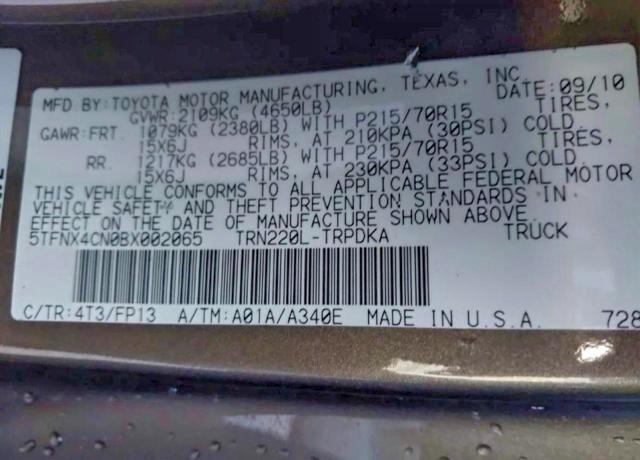 MFD.BY:TOYOTA MOTOR MANUFACTURING, TEXAS, INC.
DATE:09/10
GVWR:2109KG (4650LB)
GAWR:FRT. 1079KG (2380LB) WITH P215/70R15 TIRES,
15X6J RIMS, AT 210KPA (30PSI) COLD
RR. 1217KG (2685LB) WITH P215/70R15 TIRES,
15X6J RIMS, AT 230KPA (33PSI) COLD
THIS VEHICLE CONFORMS TO ALL APPLICABLE FEDERAL MOTOR
VEHICLE SAFETY AND THEFT PREVENTION STANDARDS IN
EFFECT ON THE DATE OF MANUFACTURE SHOWN ABOVE.
5TFNX4CN0BX002065 TRN220L-TRPDKA TRUCK
C/TR:4T3/FP13 A/TM:A01A/A340E MADE IN U.S.A. 728